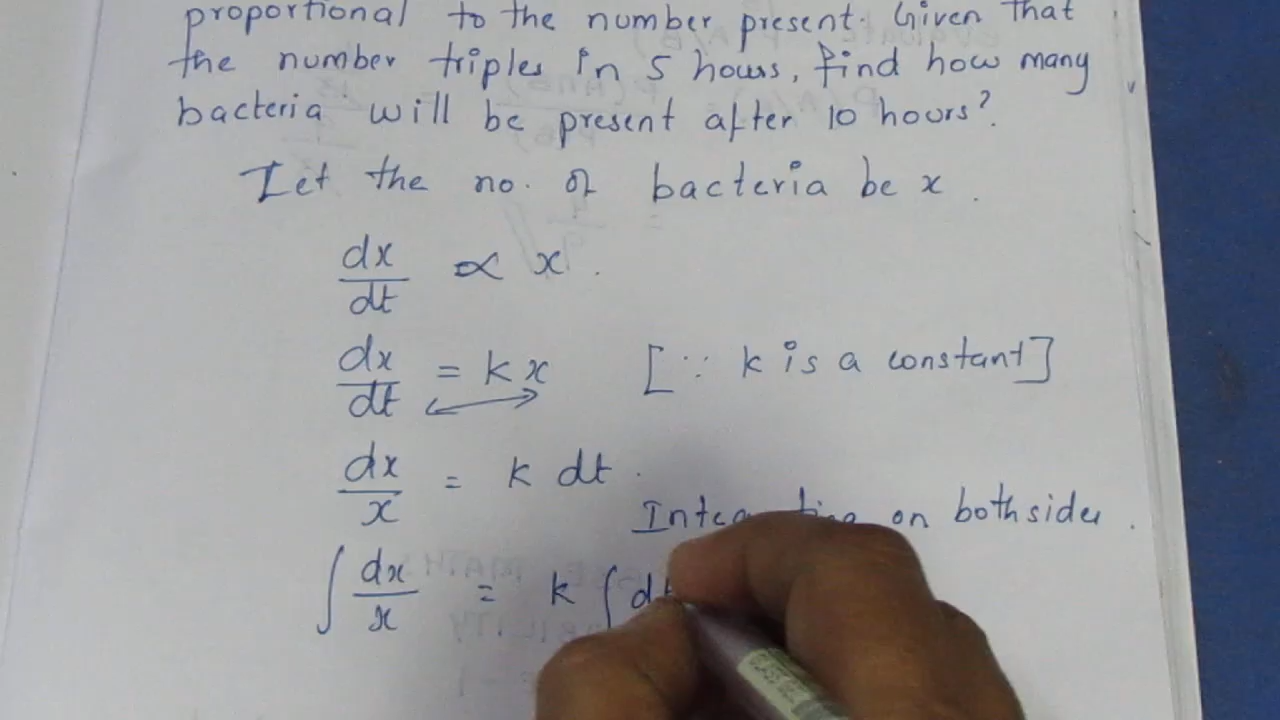 proportional to the number present. Given that
the number triples in 5 hours, find how many
bacteria will be present after 10 hours?
Let the no. of bacteria be x.
dx/dt ∝ x.
dx/dt = kx [∵ k is a constant]
dx/x = k dt.
on both sides.
∫ dx/x = k ∫ dt